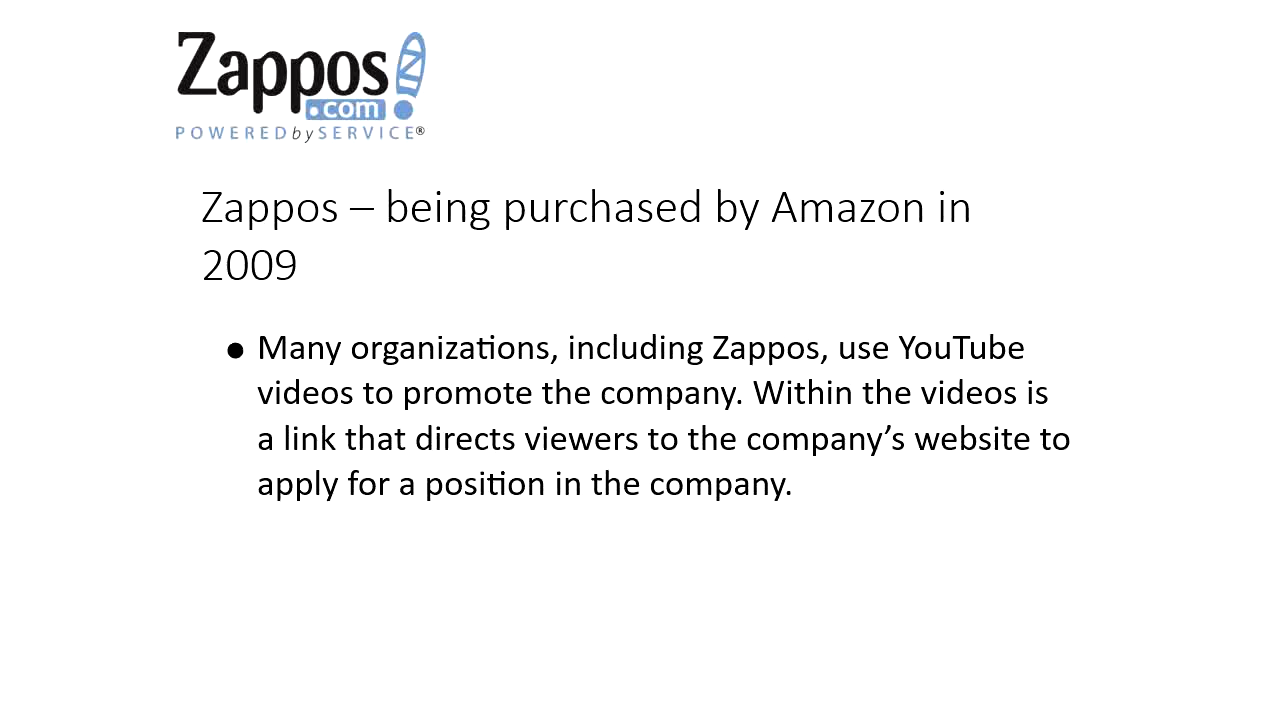 Zappos
.com
POWERED by SERVICE®
Zappos – being purchased by Amazon in
2009
● Many organizations, including Zappos, use YouTube
videos to promote the company. Within the videos is
a link that directs viewers to the company’s website to
apply for a position in the company.